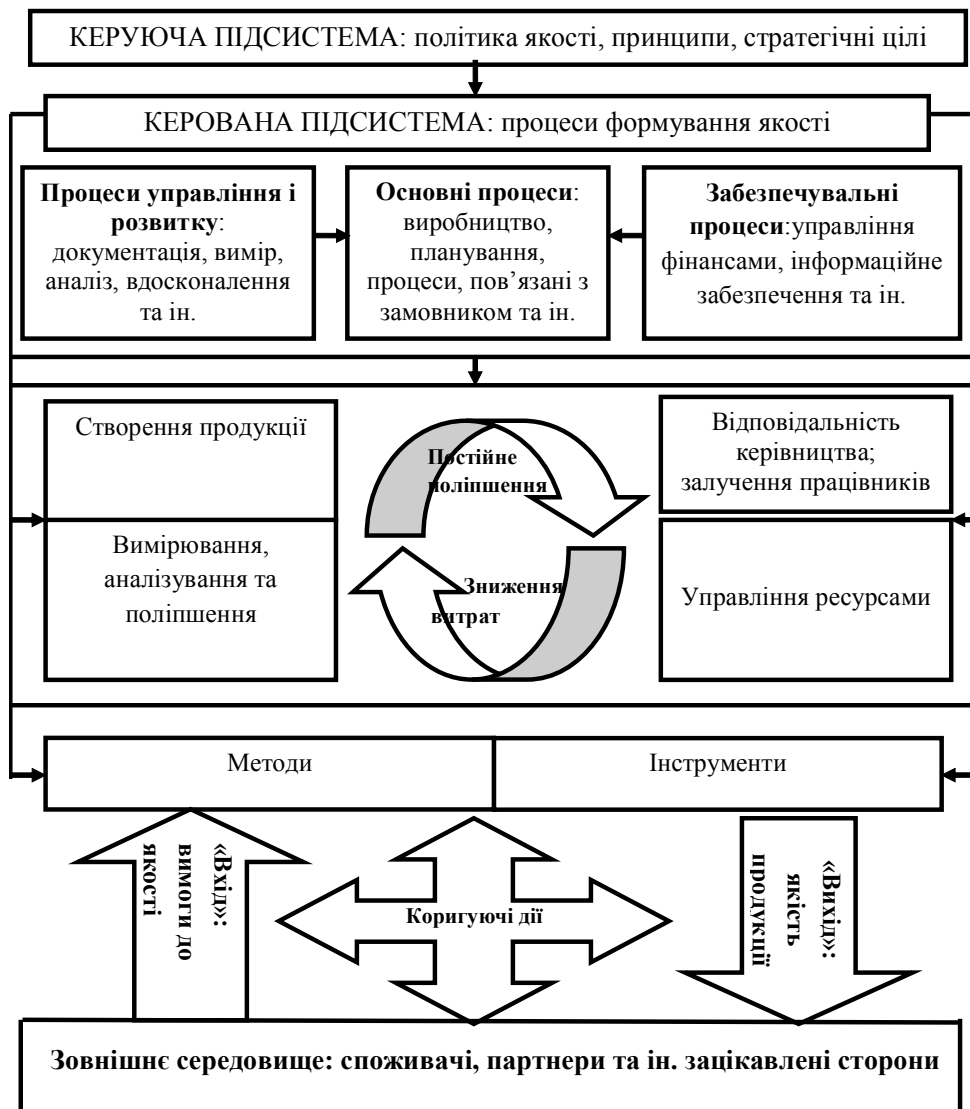 КЕРУЮЧА ПІДСИСТЕМА: політика якості, принципи, стратегічні цілі
КЕРОВАНА ПІДСИСТЕМА: процеси формування якості
Процеси управління і
розвитку:
документація, вимір,
аналіз, вдосконалення
та ін.
Основні процеси:
виробництво,
планування,
процеси, пов’язані з
замовником та ін.
Забезпечувальні
процеси:управління
фінансами, інформаційне
забезпечення та ін.
Створення продукції
Вимірювання,
аналізування та
поліпшення
Постійне
поліпшення
Зниження
витрат
Відповідальність
керівництва;
залучення працівників
Управління ресурсами
Методи
Інструменти
«Вхід»:
вимоги до
якості
Коригуючі дії
«Вихід»:
якість
продукції
Зовнішнє середовище: споживачі, партнери та ін. зацікавлені сторони